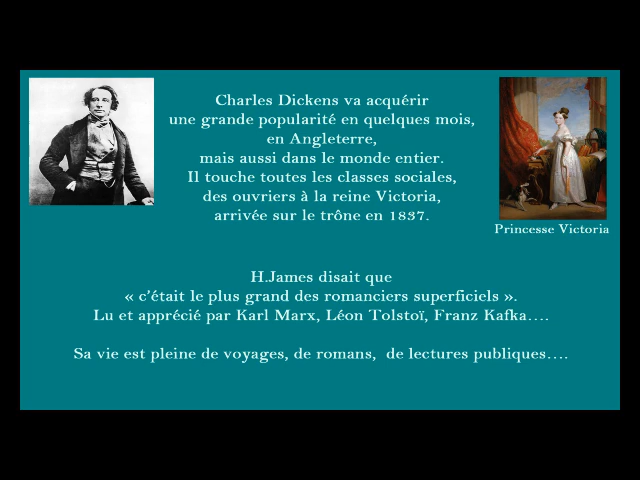 Charles Dickens va acquérir
une grande popularité en quelques mois,
en Angleterre,
mais aussi dans le monde entier.
Il touche toutes les classes sociales,
des ouvriers à la reine Victoria,
arrivée sur le trône en 1837.
Princesse Victoria
H.James disait que
« c'était le plus grand des romanciers superficiels ».
Lu et apprécié par Karl Marx, Léon Tolstoï, Franz Kafka….
Sa vie est pleine de voyages, de romans, de lectures publiques….